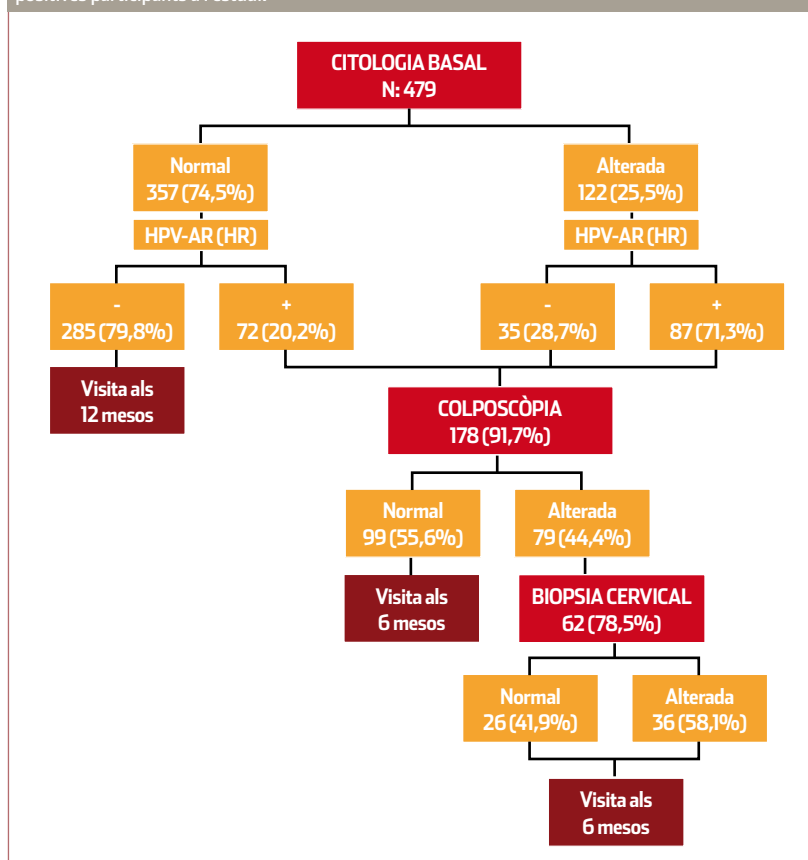 CITOLOGIA BASAL
N: 479
Normal
357 (74,5%)
Alterada
122 (25,5%)
HPV-AR (HR)
HPV-AR (HR)
-
285 (79,8%)
+
72 (20,2%)
-
35 (28,7%)
+
87 (71,3%)
Visita als
12 mesos
COLPOSCÒPIA
178 (91,7%)
Normal
99 (55,6%)
Alterada
79 (44,4%)
Visita als
6 mesos
BIOPSIA CERVICAL
62 (78,5%)
Normal
26 (41,9%)
Alterada
36 (58,1%)
Visita als
6 mesos